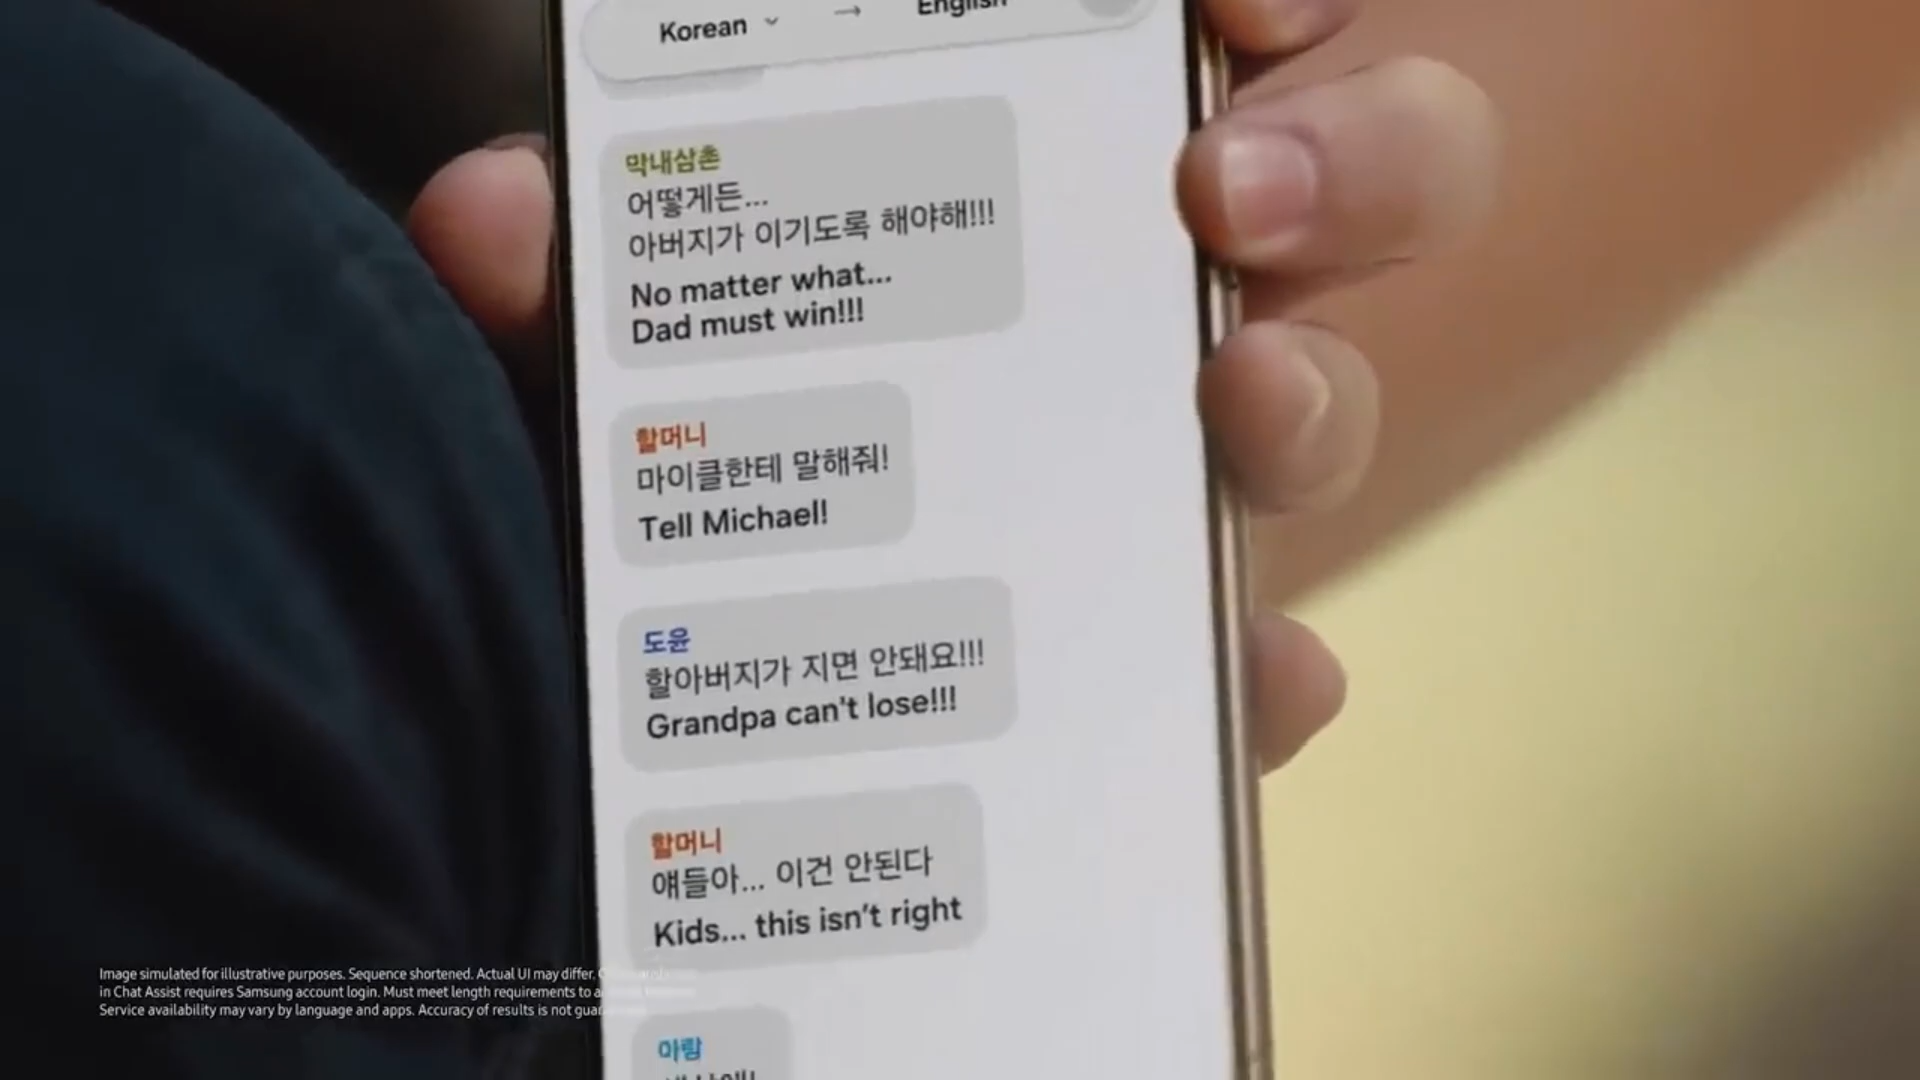 Korean → English
막내삼촌
어떻게든...
아버지가 이기도록 해야해!!!
No matter what...
Dad must win!!!
할머니
마이클한테 말해줘!
Tell Michael!
도윤
할아버지가 지면 안돼요!!!
Grandpa can't lose!!!
할머니
얘들아... 이건 안된다
Kids... this isn't right
아랑
Image simulated for illustrative purposes. Sequence shortened. Actual UI may differ.
in Chat Assist requires Samsung account login. Must meet length requirements to
Service availability may vary by language and apps. Accuracy of results is not